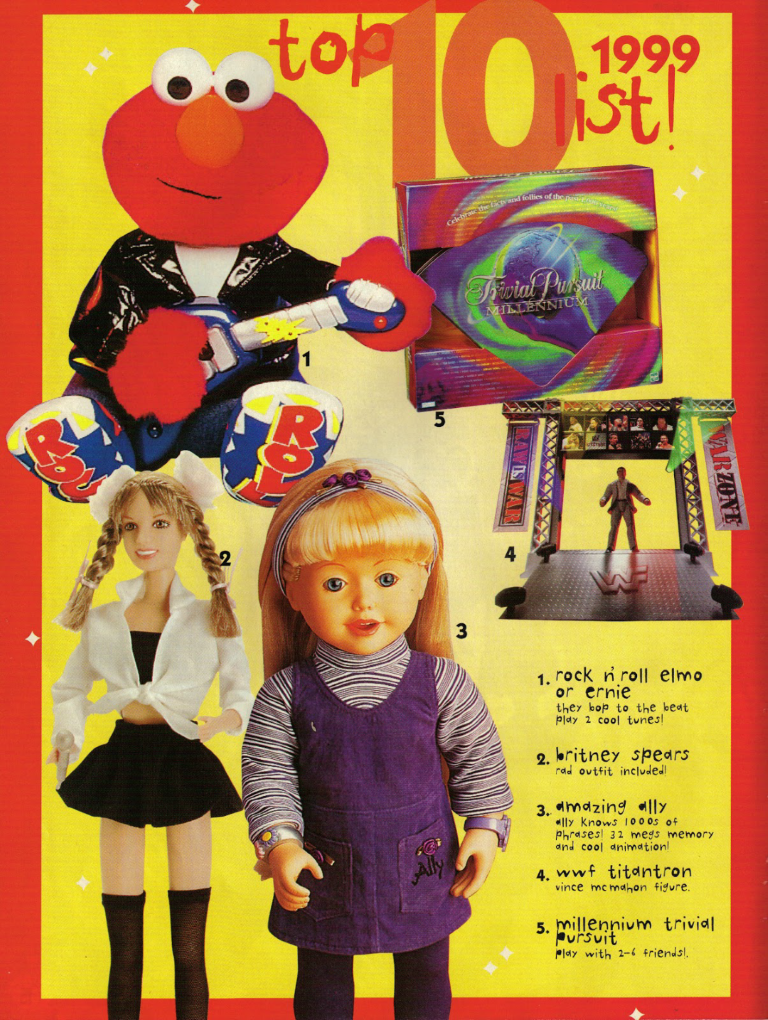 top 10 1999
list!
Trivial Pursuit
MILLENNIUM
1
5
RAW IS WAR
WAR ZONE
ROCK
ROLL
2
4
WF
3
Ally
1. rock n' roll elmo
or ernie
they bop to the beat
play 2 cool tunes!
2. britney spears
rad outfit included!
3. amazing ally
ally knows 1000s of
phrases! 32 megs memory
and cool animation!
4. wwf titantron
vince mcmahon figure.
5. millennium trivial
pursuit
play with 2-6 friends!.